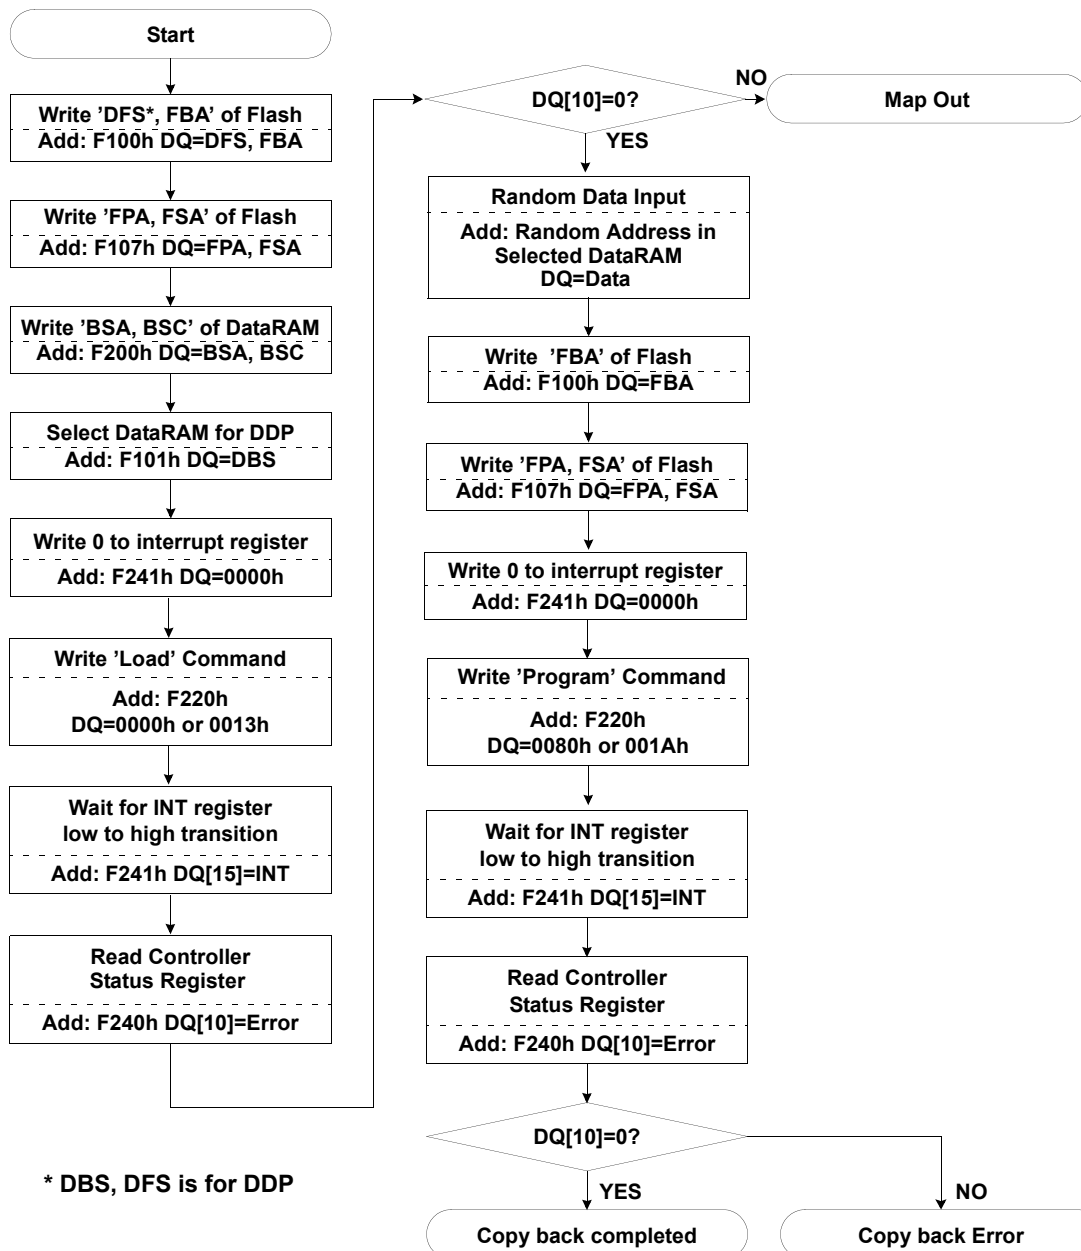 Start
Write 'DFS*, FBA' of Flash
Add: F100h DQ=DFS, FBA
Write ’FPA, FSA’ of Flash
Add: F107h DQ=FPA, FSA
Write ’BSA, BSC’ of DataRAM
Add: F200h DQ=BSA, BSC
Select DataRAM for DDP
Add: F101h DQ=DBS
Write 0 to interrupt register
Add: F241h DQ=0000h
Write ’Load’ Command
Add: F220h
DQ=0000h or 0013h
Wait for INT register
low to high transition
Add: F241h DQ[15]=INT
Read Controller
Status Register
Add: F240h DQ[10]=Error
DQ[10]=0?
NO
Map Out
YES
Random Data Input
Add: Random Address in
Selected DataRAM
DQ=Data
Write ’FBA’ of Flash
Add: F100h DQ=FBA
Write ’FPA, FSA’ of Flash
Add: F107h DQ=FPA, FSA
Write 0 to interrupt register
Add: F241h DQ=0000h
Write ’Program’ Command
Add: F220h
DQ=0080h or 001Ah
Wait for INT register
low to high transition
Add: F241h DQ[15]=INT
Read Controller
Status Register
Add: F240h DQ[10]=Error
DQ[10]=0?
YES
NO
Copy back completed
Copy back Error
* DBS, DFS is for DDP